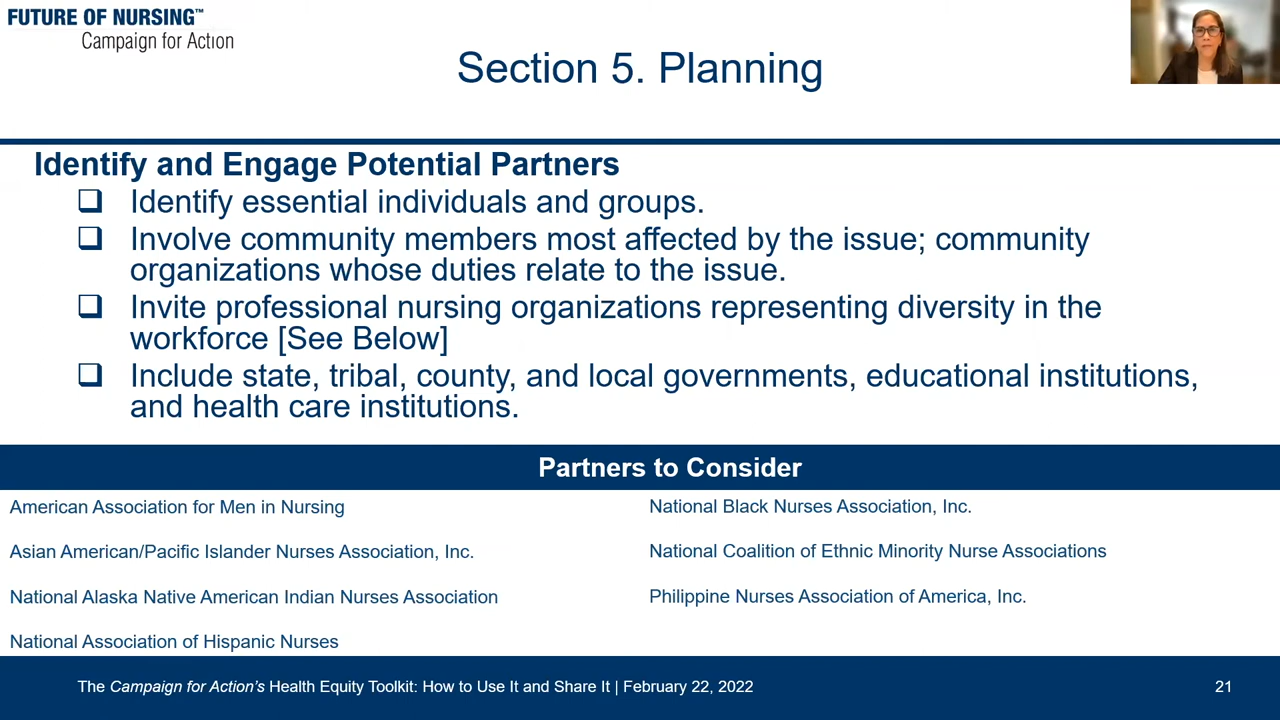 FUTURE OF NURSING™
Campaign for Action
Section 5. Planning
Identify and Engage Potential Partners
❑ Identify essential individuals and groups.
❑ Involve community members most affected by the issue; community
organizations whose duties relate to the issue.
❑ Invite professional nursing organizations representing diversity in the
workforce [See Below]
❑ Include state, tribal, county, and local governments, educational institutions,
and health care institutions.
Partners to Consider
American Association for Men in Nursing
Asian American/Pacific Islander Nurses Association, Inc.
National Alaska Native American Indian Nurses Association
National Association of Hispanic Nurses
National Black Nurses Association, Inc.
National Coalition of Ethnic Minority Nurse Associations
Philippine Nurses Association of America, Inc.
The Campaign for Action's Health Equity Toolkit: How to Use It and Share It | February 22, 2022
21